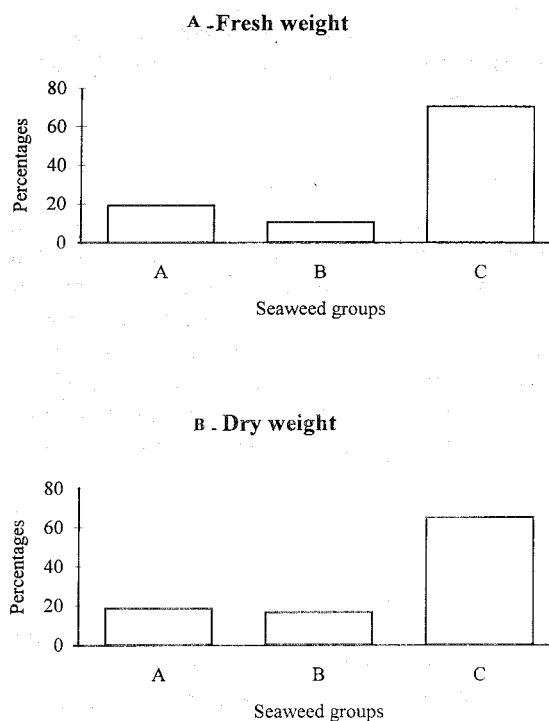 A - Fresh weight
80
60
40
20
0
Percentages
A B C
Seaweed groups
B - Dry weight
80
60
40
20
0
Percentages
A B C
Seaweed groups